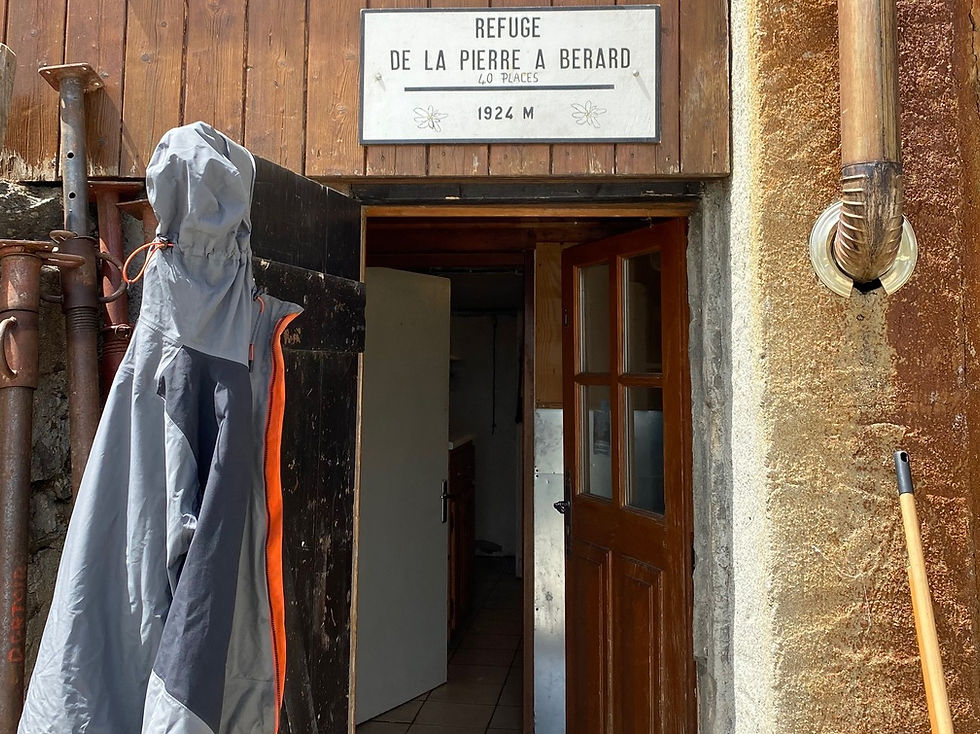 REFUGE
DE LA PIERRE A BERARD
40 PLACES
1924 M